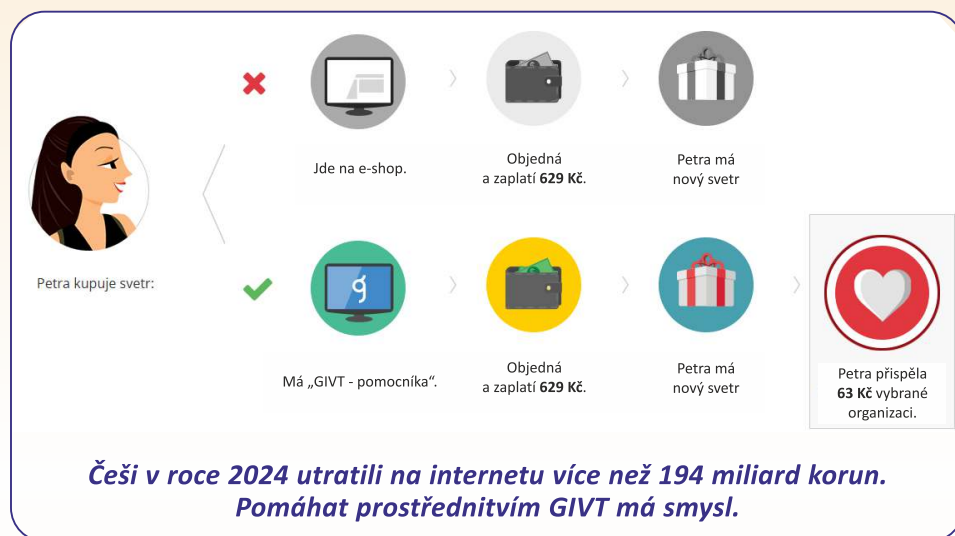 Petra kupuje svetr:
Jde na e-shop.
Objedná
a zaplatí 629 Kč.
Petra má
nový svetr
Má „GIVT - pomocníka“.
Objedná
a zaplatí 629 Kč.
Petra má
nový svetr
Petra přispěla
63 Kč vybrané
organizaci.
Češi v roce 2024 utratili na internetu více než 194 miliard korun.
Pomáhat prostřednitvím GIVT má smysl.